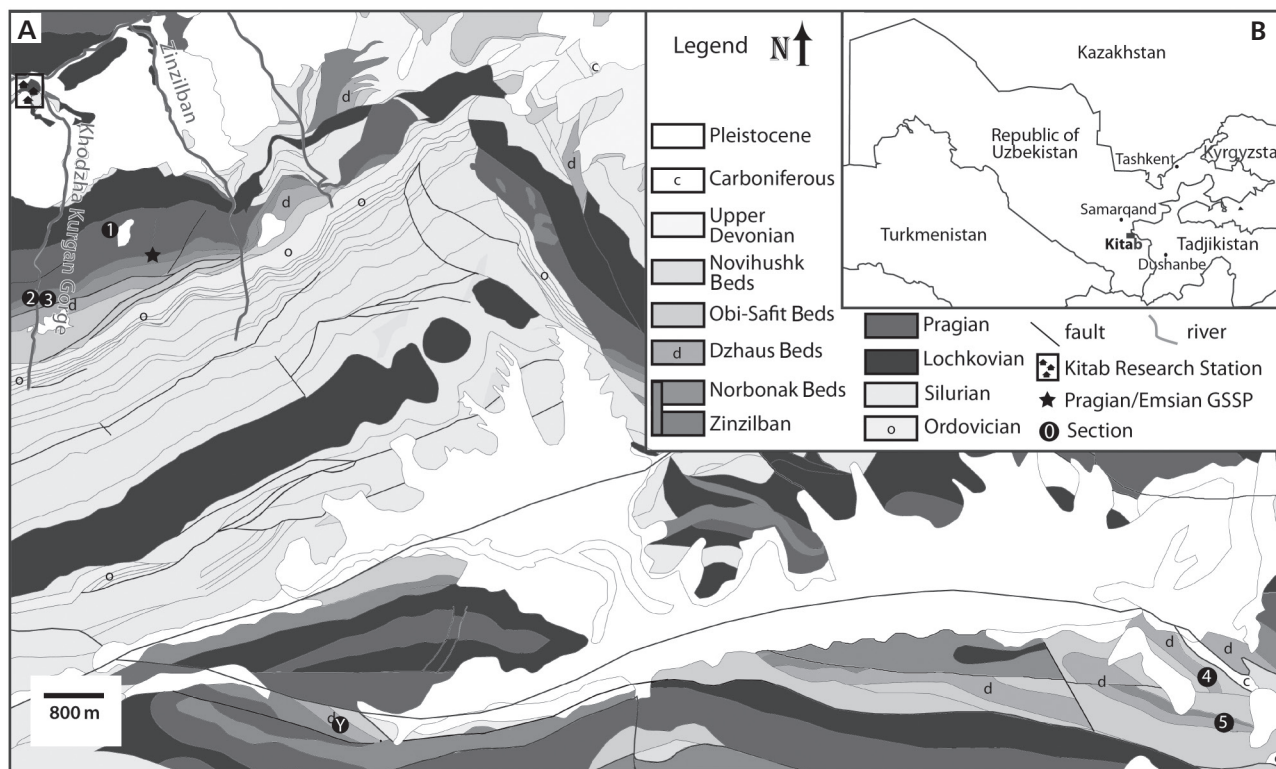 A
Zinzilban
Khodzha Kurgan Gorge
c
d
d
d
o
o
1
2
3
d
o
o
o
o
800 m
d
Y
d
d
d
d
4
c
5
Legend
N
Pleistocene
c
Carboniferous
Upper
Devonian
Novihushk
Beds
Obi-Safit Beds
d
Dzhaus Beds
Norbonak Beds
Zinzilban
Pragian
Lochkovian
Silurian
o
Ordovician
fault
river
Kitab Research Station
Pragian/Emsian GSSP
0
Section
B
Kazakhstan
Republic of
Uzbekistan
Tashkent
Kyrgyzsta
Samarqand
Turkmenistan
Kitab
Tadjikistan
Dushanbe